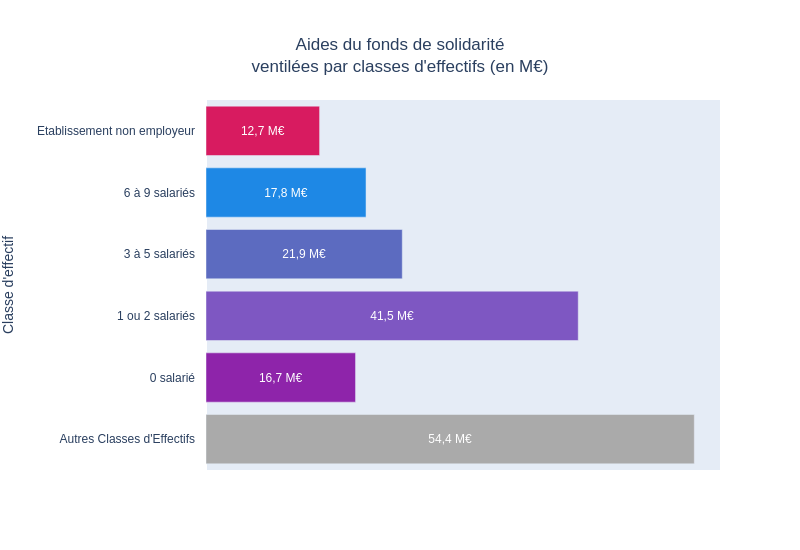 Aides du fonds de solidarité
ventilées par classes d'effectifs (en M€)
Classe d'effectif
Etablissement non employeur
12,7 M€
6 à 9 salariés
17,8 M€
3 à 5 salariés
21,9 M€
1 ou 2 salariés
41,5 M€
0 salarié
16,7 M€
Autres Classes d'Effectifs
54,4 M€